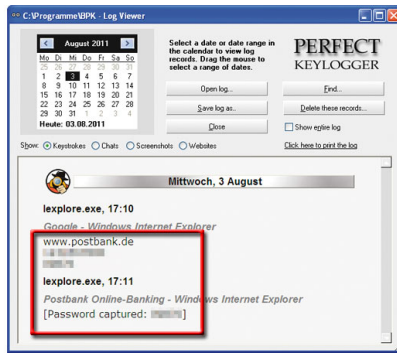 C:\Programme\BPK - Log Viewer
August 2011
Mo Di Mi Do Fr Sa So
25 26 27 28 29 30 31
1 2 3 4 5 6 7
8 9 10 11 12 13 14
15 16 17 18 19 20 21
22 23 24 25 26 27 28
29 30 31 1 2 3 4
Heute: 03.08.2011
Select a date or date range in
the calendar to view log
records. Drag the mouse to
select a range of dates.
PERFECT
KEYLOGGER
Open log...
Find...
Save log as..
Delete these records...
Close
Show entire log
Show: Keystrokes Chats Screenshots Websites
Click here to print the log
Mittwoch, 3 August
iexplore.exe, 17:10
Google - Windows Internet Explorer
www.postbank.de
iexplore.exe, 17:11
Postbank Online-Banking - Windows Internet Explorer
[Password captured: ]